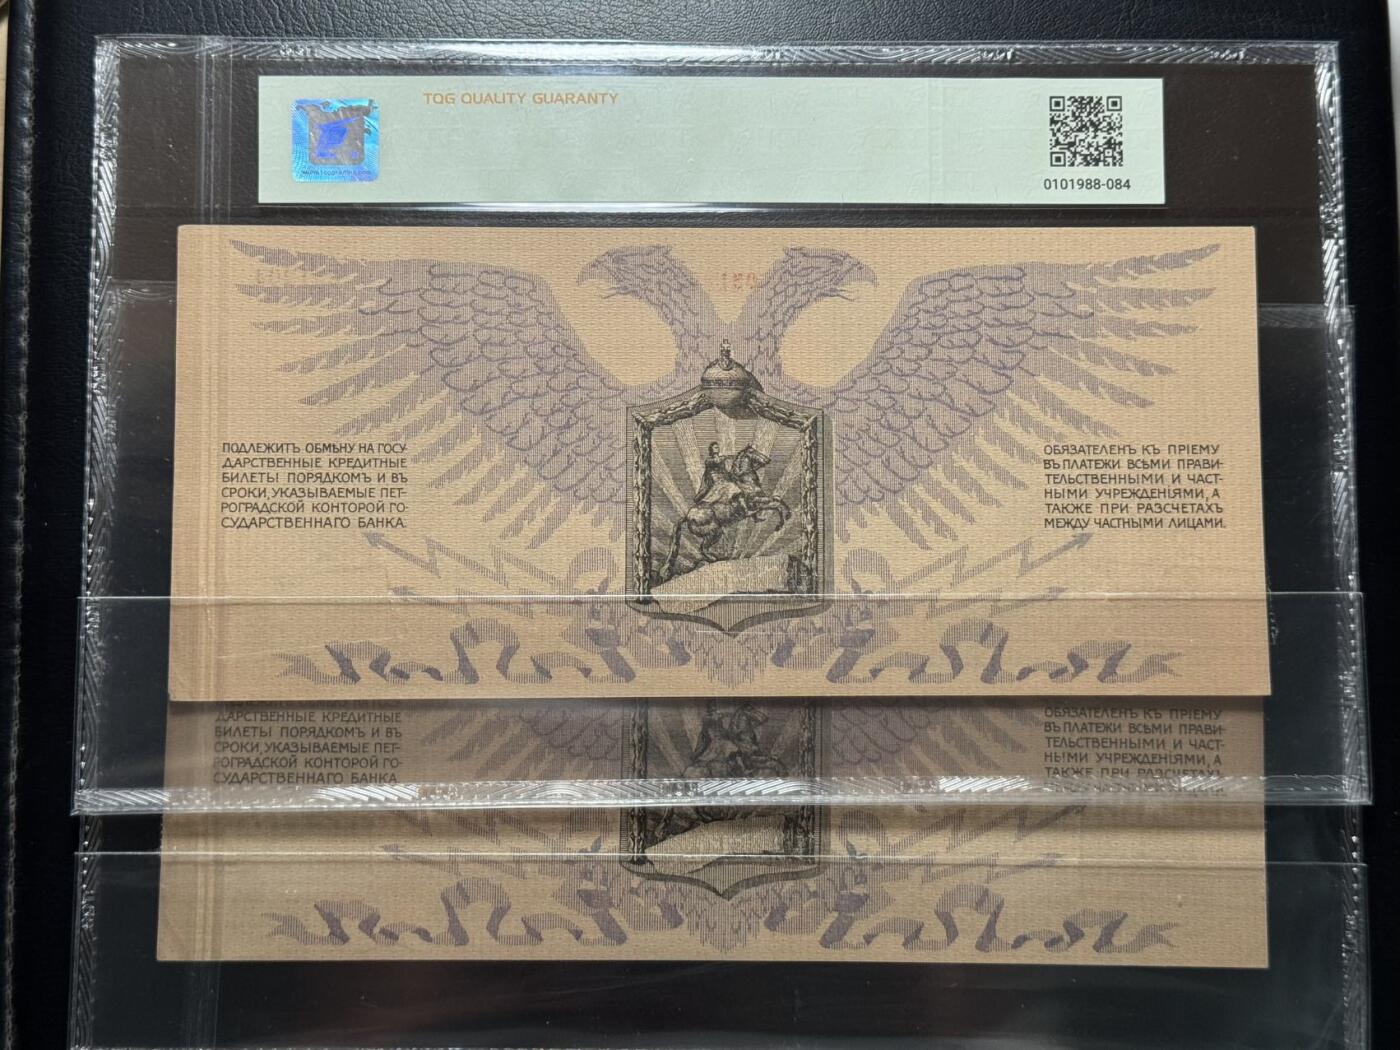 TQG QUALITY GUARANTY
0101988-084
ПОДЛЕЖИТЪ ОБМѢНУ НА ГОСУ-
ДАРСТВЕННЫЕ КРЕДИТНЫЕ
БИЛЕТЫ ПОРЯДКОМЪ И ВЪ
СРОКИ, УКАЗЫВАЕМЫЕ ПЕТ-
РОГРАДСКОЙ КОНТОРОЙ ГО-
СУДАРСТВЕННАГО БАНКА.
ОБЯЗАТЕЛЕНЪ КЪ ПРІЕМУ
ВЪ ПЛАТЕЖИ ВСѢМИ ПРАВИ-
ТЕЛЬСТВЕННЫМИ И ЧАСТ-
НЫМИ УЧРЕЖДЕНІЯМИ, А
ТАКЖЕ ПРИ РАЗСЧЕТАХЪ
МЕЖДУ ЧАСТНЫМИ ЛИЦАМИ.
ДАРСТВЕННЫЕ КРЕДИТНЫЕ
БИЛЕТЫ ПОРЯДКОМЪ И ВЪ
СРОКИ, УКАЗЫВАЕМЫЕ ПЕТ-
РОГРАДСКОЙ КОНТОРОЙ ГО-
СУДАРСТВЕННАГО БАНКА
ОБЯЗАТЕЛЕНЪ КЪ ПРІЕМУ
ВЪ ПЛАТЕЖИ ВСѢМИ ПРАВИ-
ТЕЛЬСТВЕННЫМИ И ЧАСТ-
НЫМИ УЧРЕЖДЕНІЯМИ, А
ТАКЖЕ ПРИ РАЗСЧЕТАХЪ